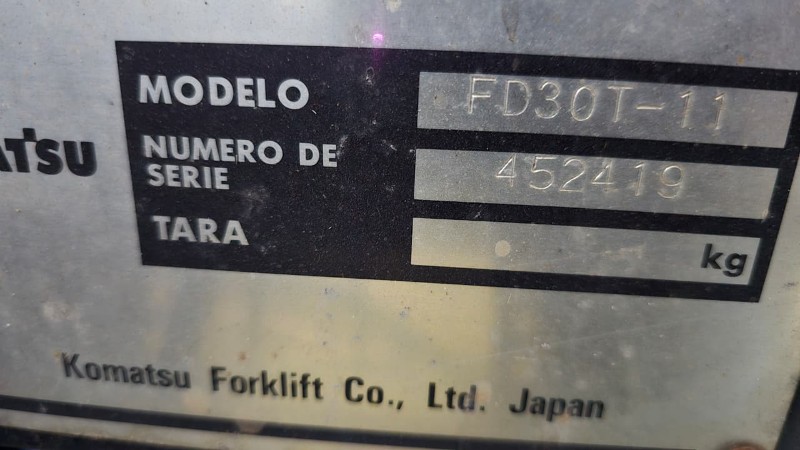 MODELO FD30T-11
ATSU
NUMERO DE SERIE 452419
TARA kg
Komatsu Forklift Co., Ltd. Japan